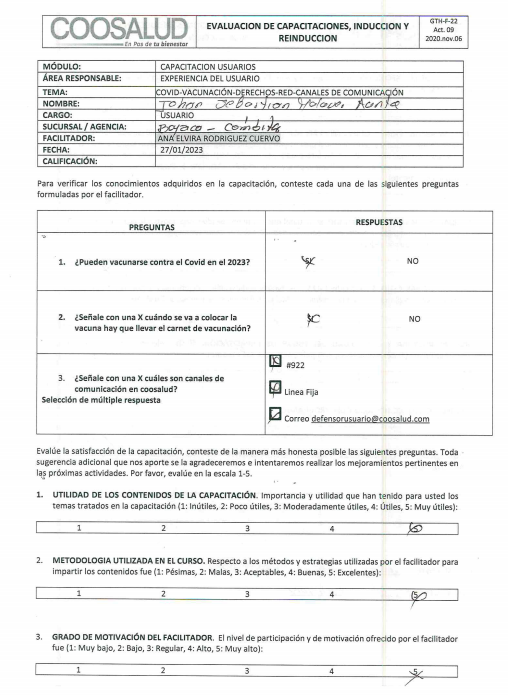 COOSALUD
En Pos de tu bienestar
EVALUACION DE CAPACITACIONES, INDUCCION Y
REINDUCCION
GTH-F-22
Act. 09
2020.nov.06
MÓDULO: CAPACITACION USUARIOS
ÁREA RESPONSABLE: EXPERIENCIA DEL USUARIO
TEMA: COVID-VACUNACIÓN-DERECHOS-RED-CANALES DE COMUNICACIÓN
NOMBRE: Johan Sebastian
CARGO: USUARIO
SUCURSAL / AGENCIA: Boyaca - Combita
FACILITADOR: ANA ELVIRA RODRIGUEZ CUERVO
FECHA: 27/01/2023
CALIFICACIÓN:
Para verificar los conocimientos adquiridos en la capacitación, conteste cada una de las siguientes preguntas
formuladas por el facilitador.
PREGUNTAS RESPUESTAS
1. ¿Pueden vacunarse contra el Covid en el 2023? NO
2. ¿Señale con una X cuándo se va a colocar la
vacuna hay que llevar el carnet de vacunación? NO
3. ¿Señale con una X cuáles son canales de
comunicación en coosalud?
Selección de múltiple respuesta
#922
Linea Fija
Correo defensorusuario@coosalud.com
Evalúe la satisfacción de la capacitación, conteste de la manera más honesta posible las siguientes preguntas. Toda
sugerencia adicional que nos aporte se la agradeceremos e intentaremos realizar los mejoramientos pertinentes en
las próximas actividades. Por favor, evalúe en la escala 1-5.
1. UTILIDAD DE LOS CONTENIDOS DE LA CAPACITACIÓN. Importancia y utilidad que han tenido para usted los
temas tratados en la capacitación (1: Inútiles, 2: Poco útiles, 3: Moderadamente útiles, 4: Útiles, 5: Muy útiles):
1 2 3 4 5
2. METODOLOGIA UTILIZADA EN EL CURSO. Respecto a los métodos y estrategias utilizadas por el facilitador para
impartir los contenidos fue (1: Pésimas, 2: Malas, 3: Aceptables, 4: Buenas, 5: Excelentes):
1 2 3 4 5
3. GRADO DE MOTIVACIÓN DEL FACILITADOR. El nivel de participación y de motivación ofrecido por el facilitador
fue (1: Muy bajo, 2: Bajo, 3: Regular, 4: Alto, 5: Muy alto):
1 2 3 4 5